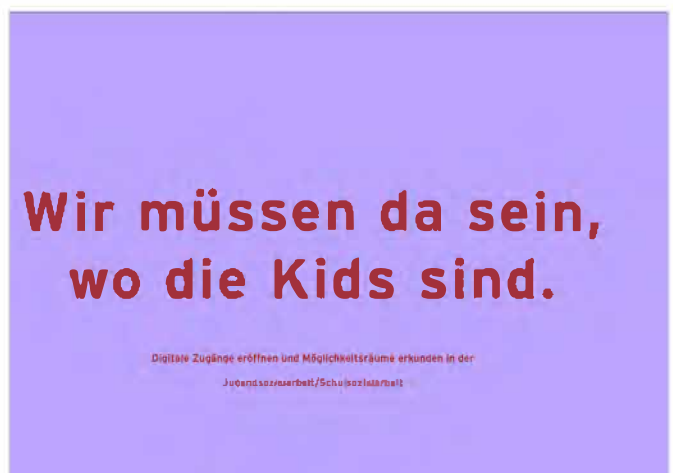 Wir müssen da sein,
wo die Kids sind.
Digitale Zugänge eröffnen und Möglichkeitsräume erkunden in der
Jugendsozialarbeit/Schulsozialarbeit